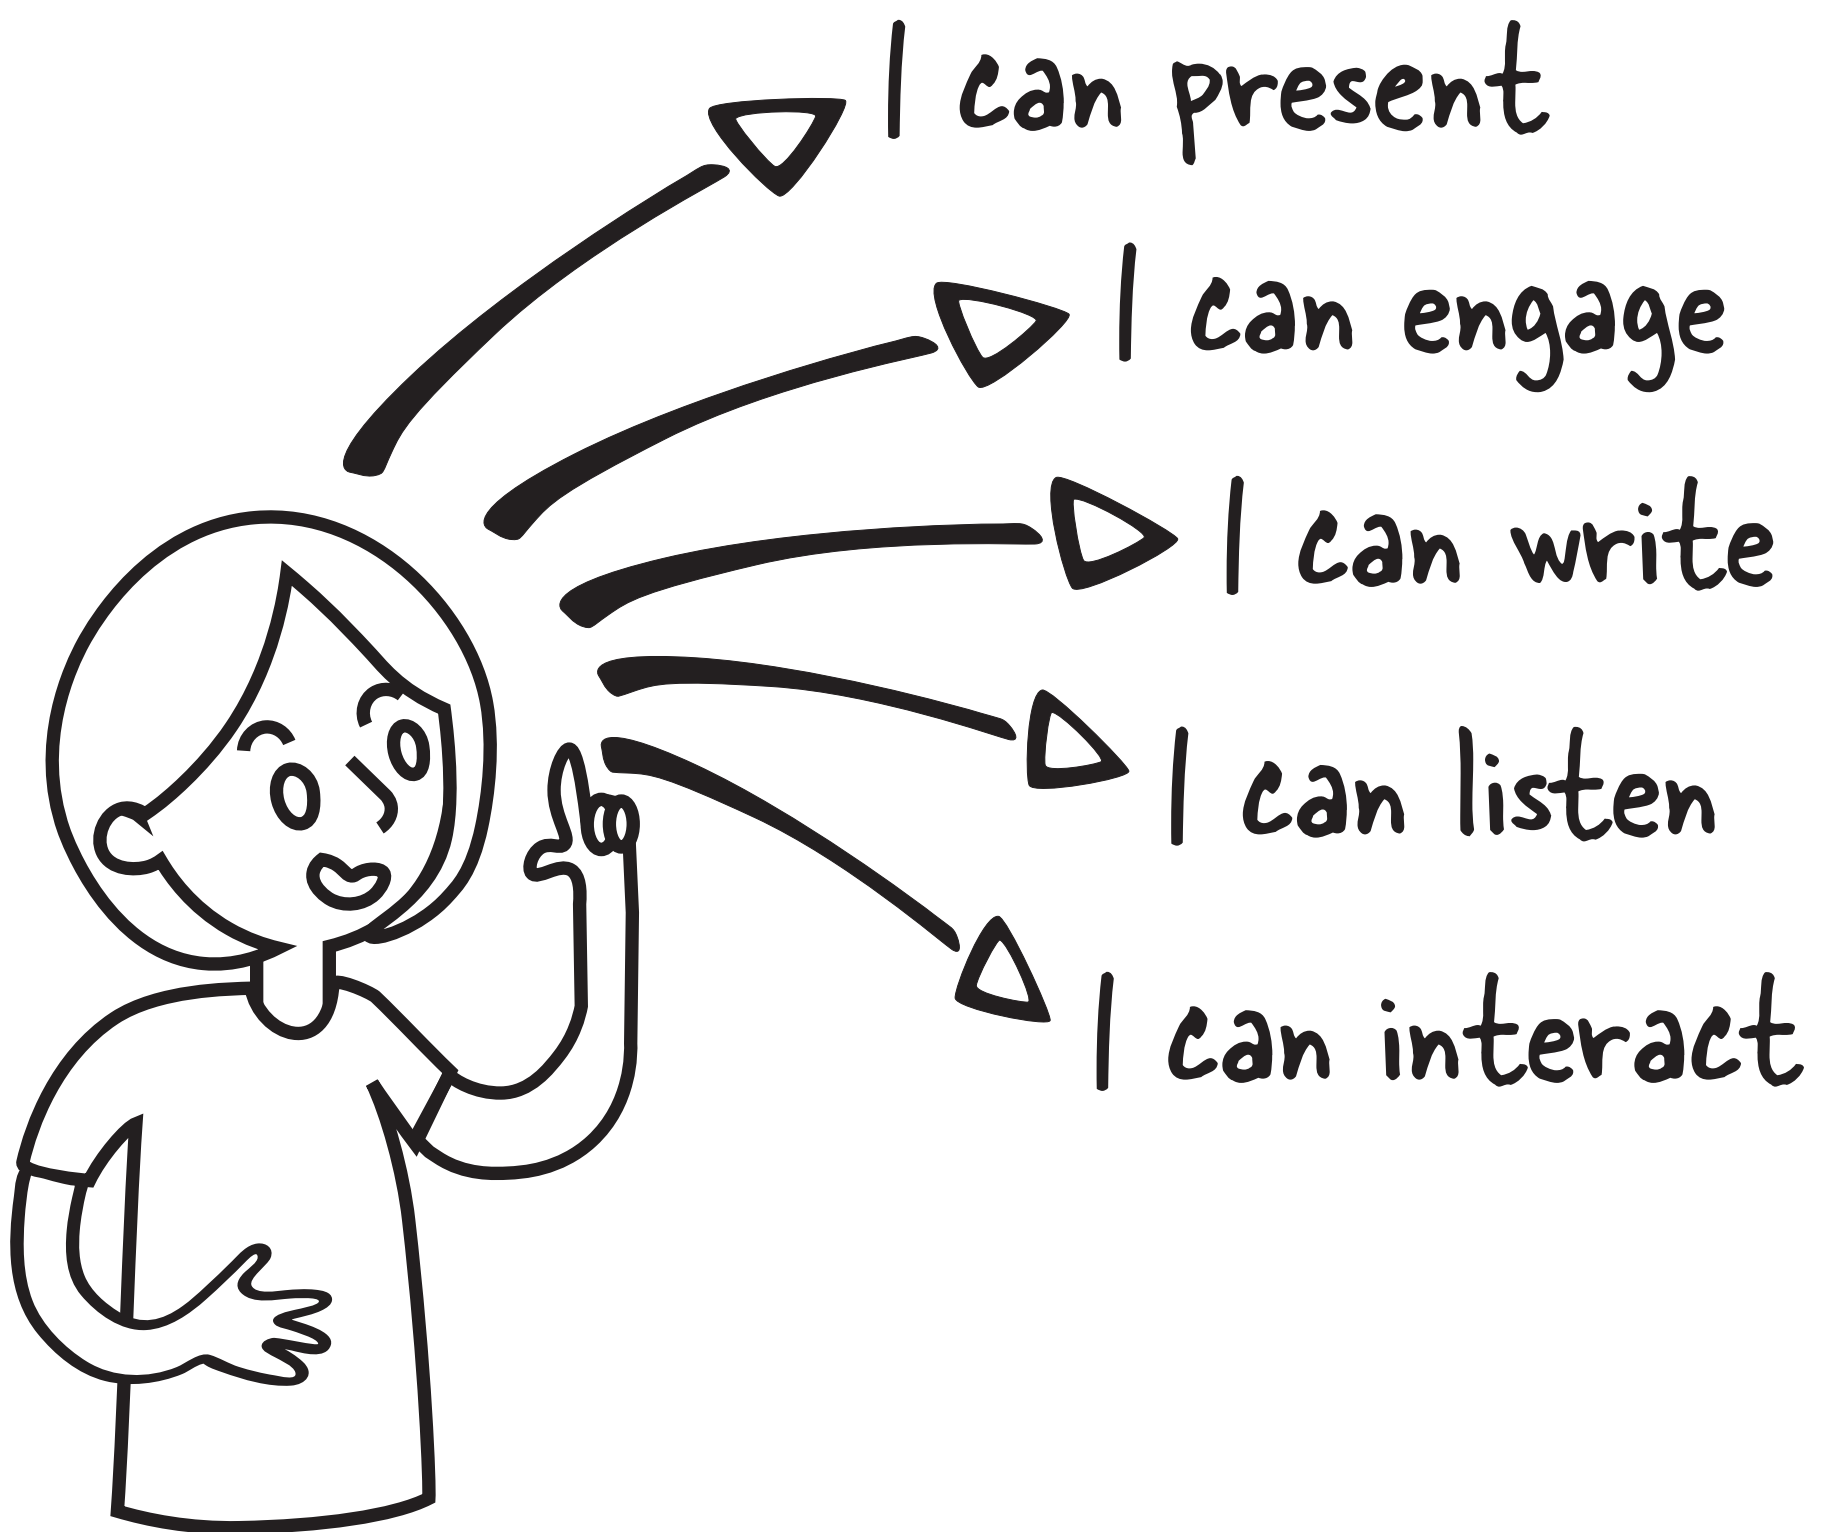 I can present
I can engage
I can write
I can listen
I can interact